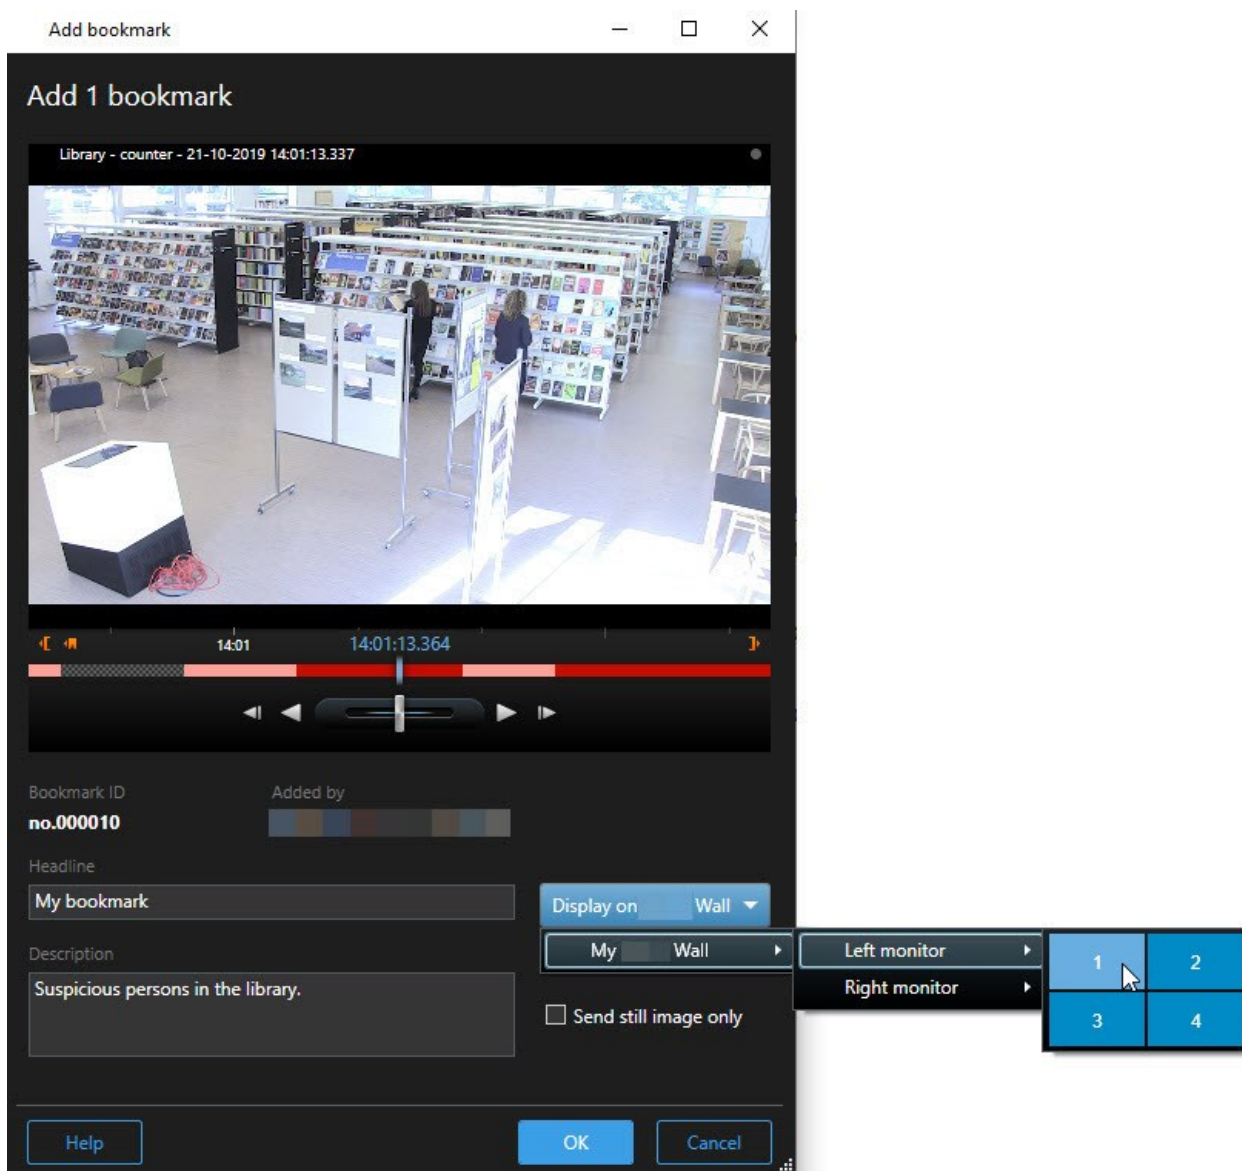 Add bookmark
Add 1 bookmark
Library - counter - 21-10-2019 14:01:13.337
14:01
14:01:13.364
Bookmark ID
Added by
no.000010
Headline
My bookmark
Display on Wall
My Wall
Left monitor
1
2
Description
Right monitor
Suspicious persons in the library.
Send still image only
3
4
Help
OK
Cancel